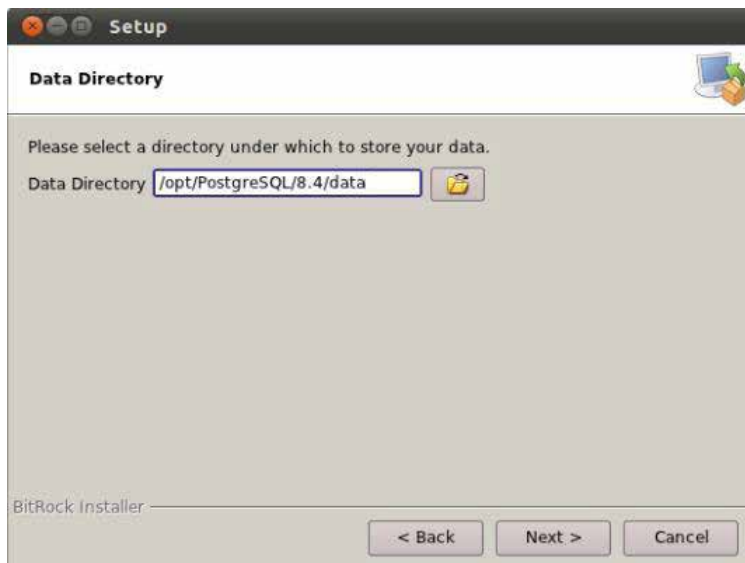 Setup
Data Directory
Please select a directory under which to store your data.
Data Directory /opt/PostgreSQL/8.4/data
BitRock Installer
< Back Next > Cancel